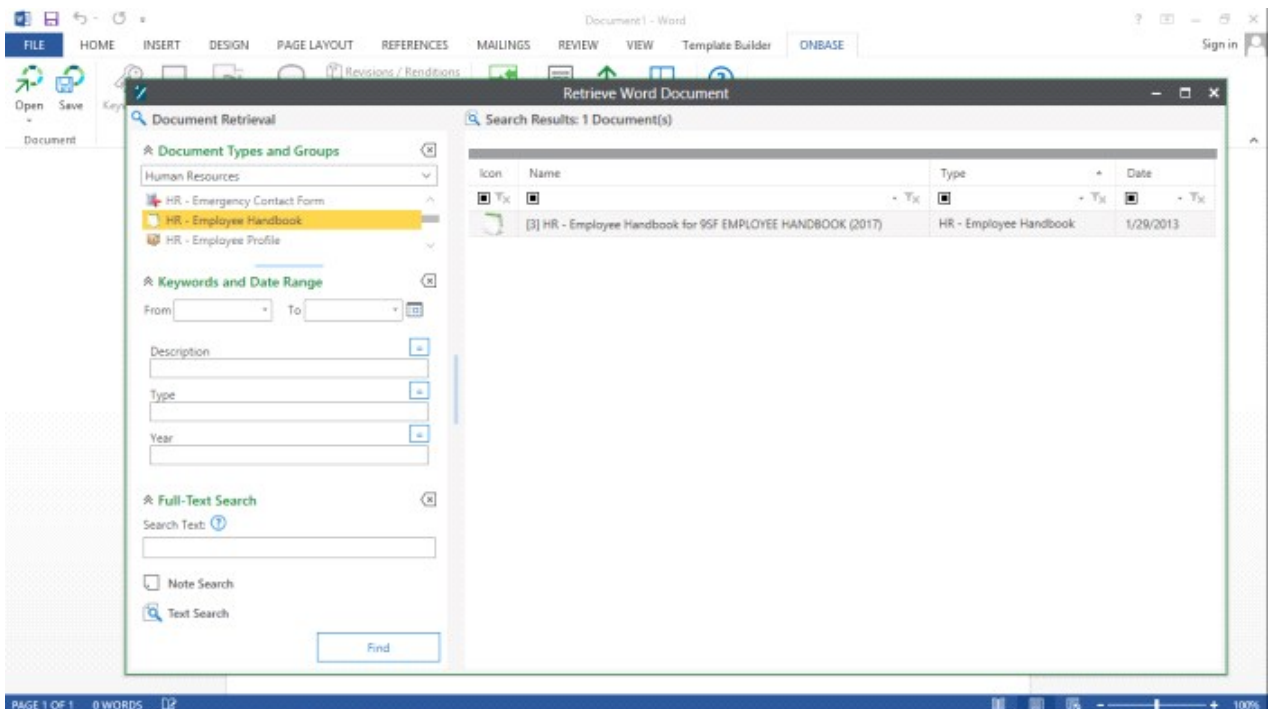 Document1 - Word
FILE HOME INSERT DESIGN PAGE LAYOUT REFERENCES MAILINGS REVIEW VIEW Template Builder ONBASE Sign in
Revisions / Renditions
Open Save
Document
Retrieve Word Document
Document Retrieval
Search Results: 1 Document(s)
Document Types and Groups
Human Resources
Icon Name Type Date
HR - Emergency Contact Form
HR - Employee Handbook
[3] HR - Employee Handbook for 9SF EMPLOYEE HANDBOOK (2017) HR - Employee Handbook 1/29/2013
HR - Employee Profile
Keywords and Date Range
From To
Description
Type
Year
Full-Text Search
Search Text:
Note Search
Text Search
Find
PAGE 1 OF 1 0 WORDS 100%